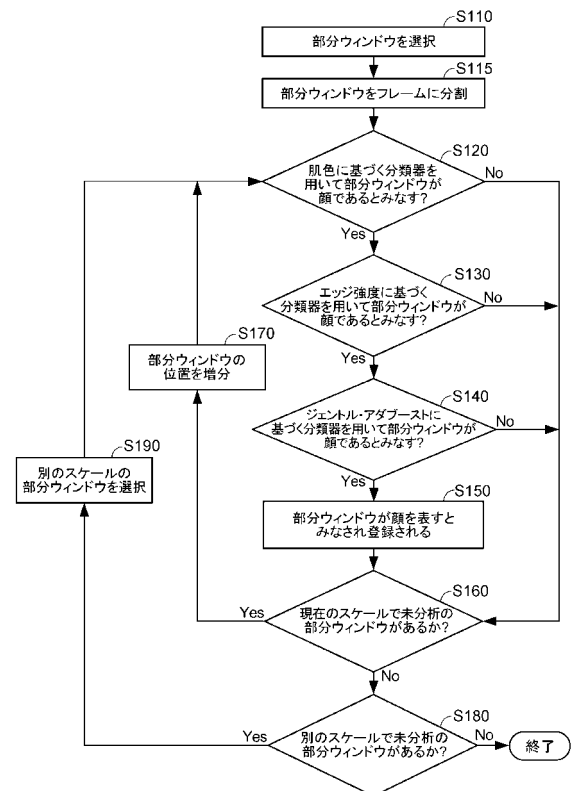 S110
部分ウィンドウを選択
S115
部分ウィンドウをフレームに分割
S120
肌色に基づく分類器を
用いて部分ウィンドウが
顔であるとみなす?
No
Yes
S130
エッジ強度に基づく
分類器を用いて部分ウィンドウが
顔であるとみなす?
No
Yes
S170
部分ウィンドウの
位置を増分
S140
ジェントル・アダブーストに
基づく分類器を用いて部分ウィンドウが
顔であるとみなす?
No
Yes
S190
別のスケールの
部分ウィンドウを選択
S150
部分ウィンドウが顔を表すと
みなされ登録される
S160
現在のスケールで未分析の
部分ウィンドウがあるか?
Yes
No
S180
別のスケールで未分析の
部分ウィンドウがあるか?
Yes
No
終了